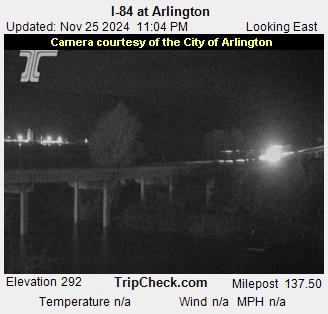 I-84 at Arlington
Updated: Nov 25 2024 11:04 PM Looking East
Camera courtesy of the City of Arlington
Elevation 292 TripCheck.com Milepost 137.50
Temperature n/a Wind n/a MPH n/a